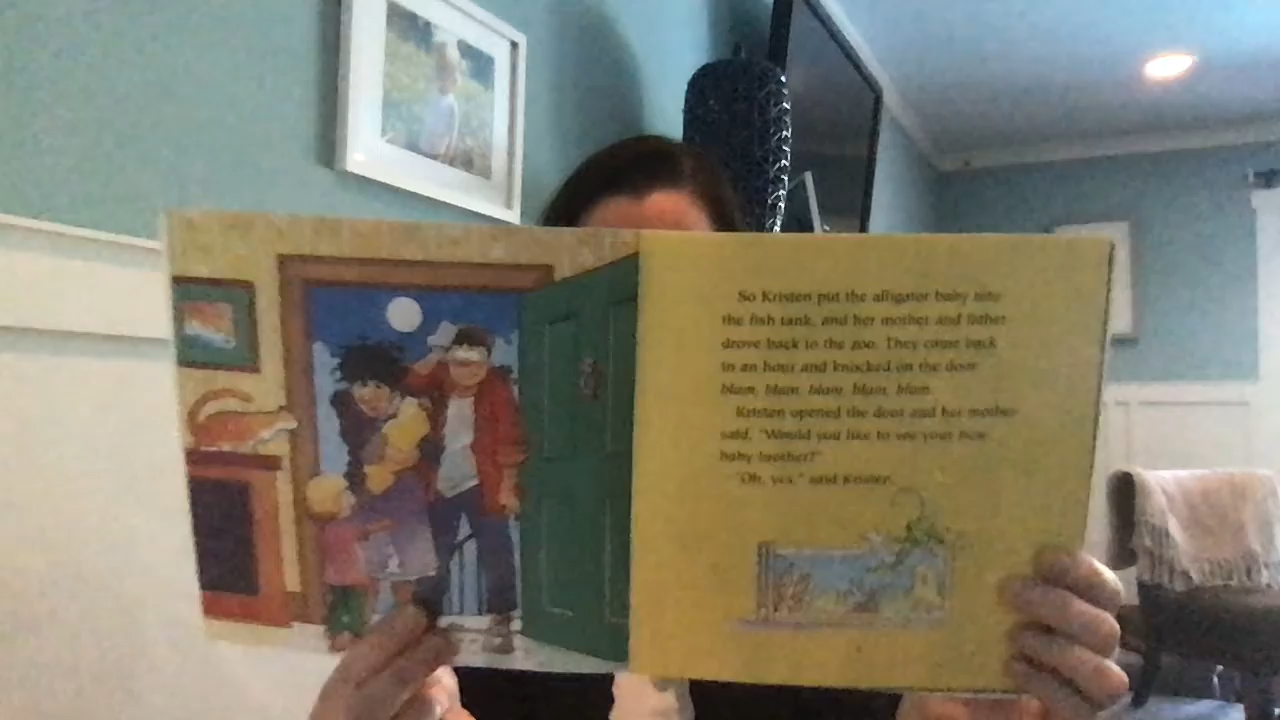 So Kristen put the alligator baby into
the fish tank, and her mother and father
drove back to the zoo. They came back
in an hour and knocked on the door
blam, blam, blam, blam, blam.
Kristen opened the door and her mother
said, "Would you like to see your new
baby brother?"
"Oh, yes," said Kristen.